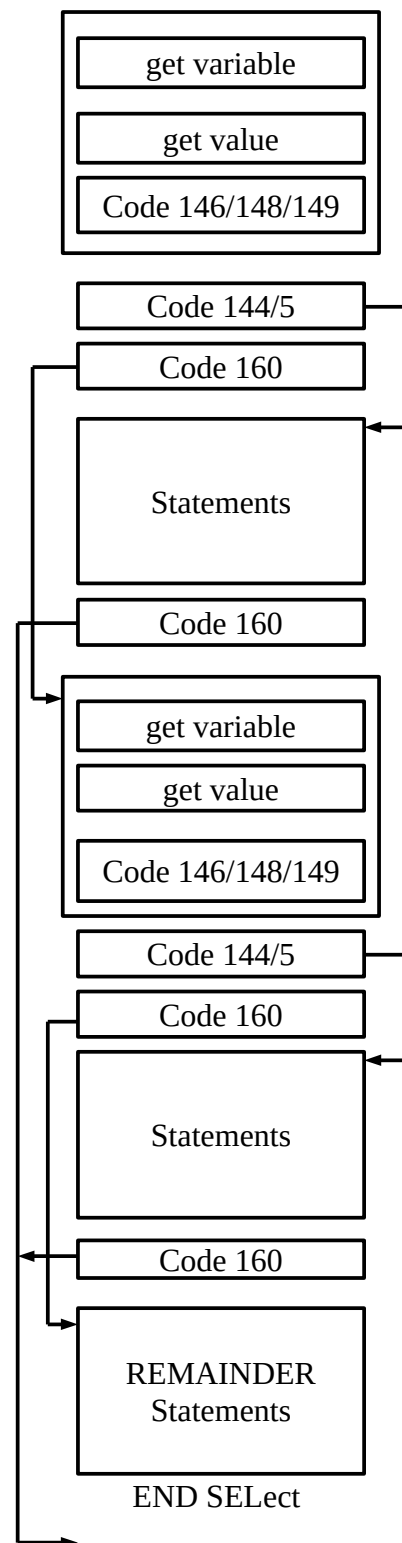 get variable
get value
Code 146/148/149
Code 144/5
Code 160
Statements
Code 160
get variable
get value
Code 146/148/149
Code 144/5
Code 160
Statements
Code 160
REMAINDER
Statements
END SELect